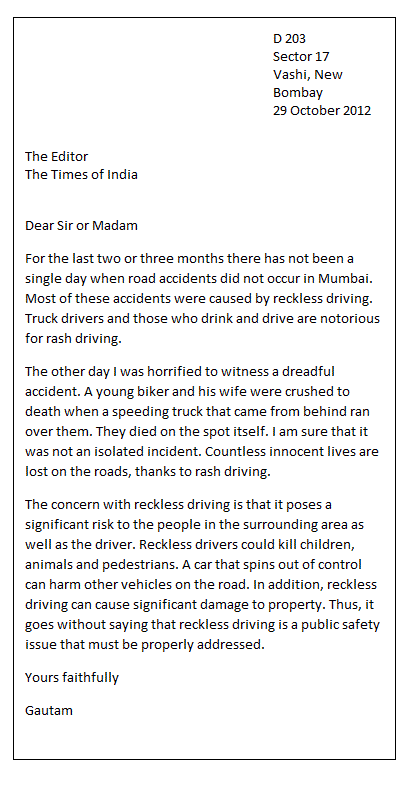 D 203
Sector 17
Vashi, New
Bombay
29 October 2012
The Editor
The Times of India
Dear Sir or Madam
For the last two or three months there has not been a
single day when road accidents did not occur in Mumbai.
Most of these accidents were caused by reckless driving.
Truck drivers and those who drink and drive are notorious
for rash driving.
The other day I was horrified to witness a dreadful
accident. A young biker and his wife were crushed to
death when a speeding truck that came from behind ran
over them. They died on the spot itself. I am sure that it
was not an isolated incident. Countless innocent lives are
lost on the roads, thanks to rash driving.
The concern with reckless driving is that it poses a
significant risk to the people in the surrounding area as
well as the driver. Reckless drivers could kill children,
animals and pedestrians. A car that spins out of control
can harm other vehicles on the road. In addition, reckless
driving can cause significant damage to property. Thus, it
goes without saying that reckless driving is a public safety
issue that must be properly addressed.
Yours faithfully
Gautam